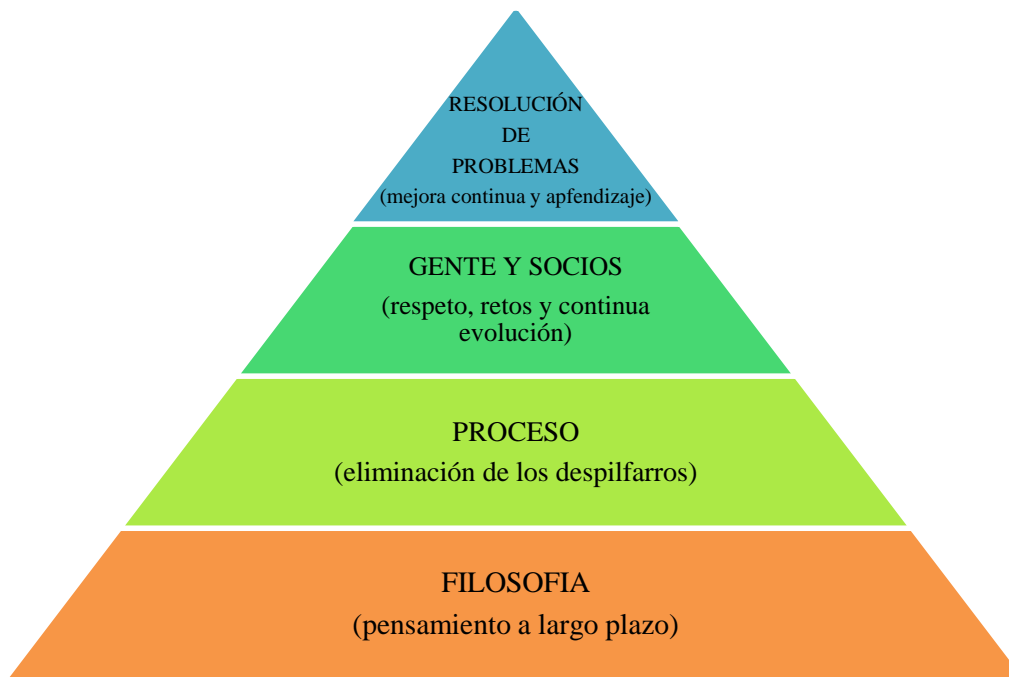 RESOLUCIÓN
DE
PROBLEMAS
(mejora continua y apfendizaje)
GENTE Y SOCIOS
(respeto, retos y continua
evolución)
PROCESO
(eliminación de los despilfarros)
FILOSOFIA
(pensamiento a largo plazo)